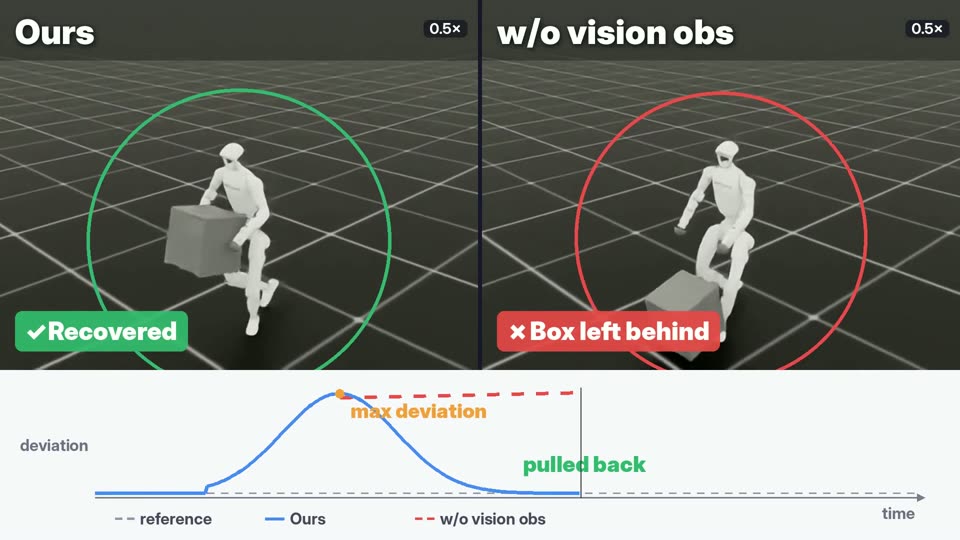 Ours
0.5×
w/o vision obs
0.5×
✓ Recovered
✖ Box left behind
max deviation
deviation
pulled back
time
reference
Ours
w/o vision obs